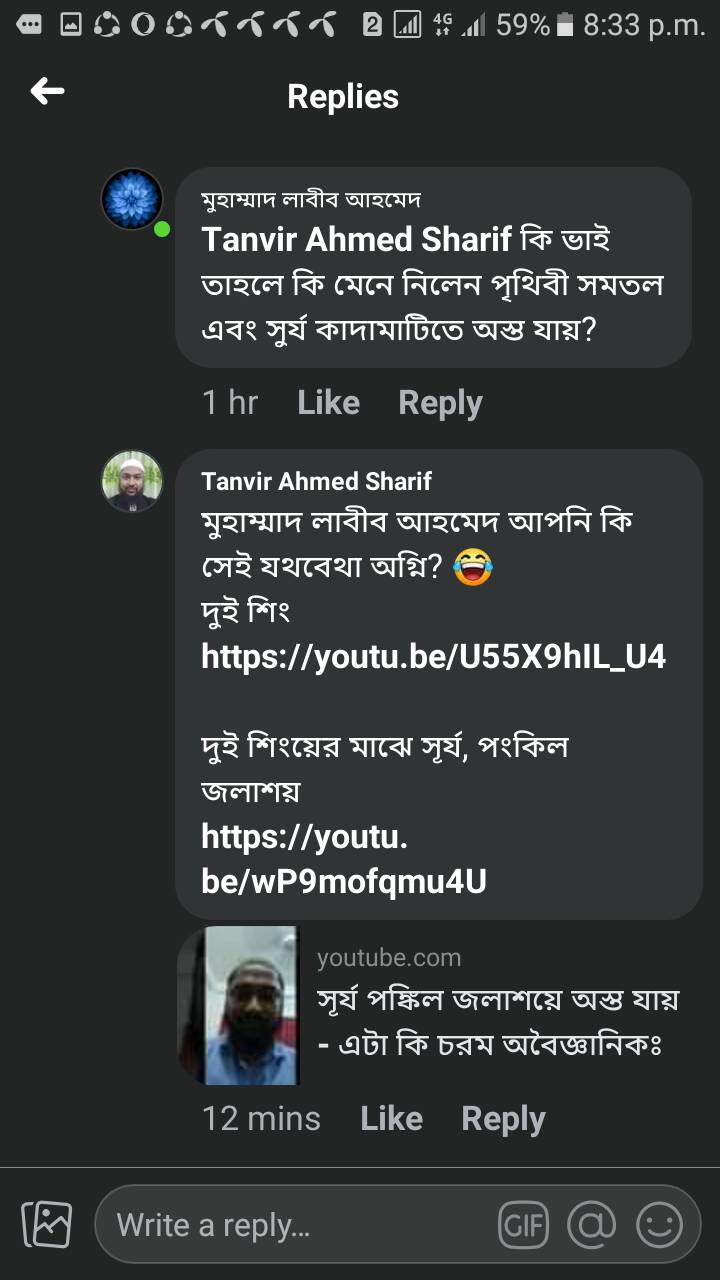 2 4G 59% 8:33 p.m.
Replies
মুহাম্মাদ লাবীব আহমেদ
Tanvir Ahmed Sharif কি ভাই
তাহলে কি মেনে নিলেন পৃথিবী সমতল
এবং সুর্য কাদামাটিতে অস্ত যায়?
1 hr Like Reply
Tanvir Ahmed Sharif
মুহাম্মাদ লাবীব আহমেদ আপনি কি
সেই যথবেথা অগ্নি? 😂
দুই শিং
https://youtu.be/U55X9hIL_U4
দুই শিংয়ের মাঝে সূর্য, পংকিল
জলাশয়
https://youtu.
be/wP9mofqmu4U
youtube.com
সূর্য পঙ্কিল জলাশয়ে অস্ত যায়
- এটা কি চরম অবৈজ্ঞানিকঃ
12 mins Like Reply
Write a reply... GIF @